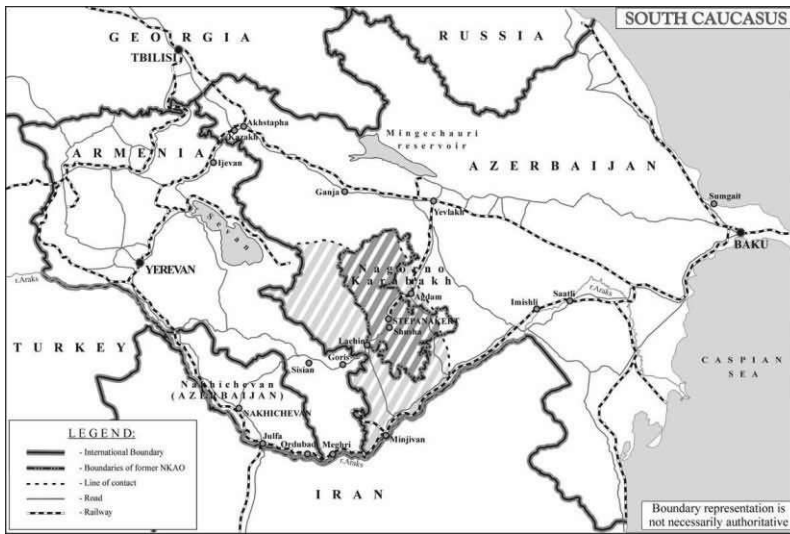 SOUTH CAUCASUS
GEORGIA
RUSSIA
TBILISI
Akhstapha
Kazakh
Mingechauri
reservoir
ARMENIA
Ijevan
AZERBAIJAN
Ganja
Yevlakh
Sumgait
Sevan
BAKU
YEREVAN
Nagorno
Karabakh
r.Araks
r.Araks
Agdam
Imishli
Saatli
STEPANAKERT
Shusha
Lachin
TURKEY
Goris
Sisian
CASPIAN
SEA
Nakhichevan
(AZERBAIJAN)
NAKHICHEVAN
Julfa
Ordubad
Meghri
Minjivan
r.Araks
IRAN
LEGEND:
- International Boundary
- Boundaries of former NKAO
- Line of contact
- Road
- Railway
Boundary representation is
not necessarily authoritative